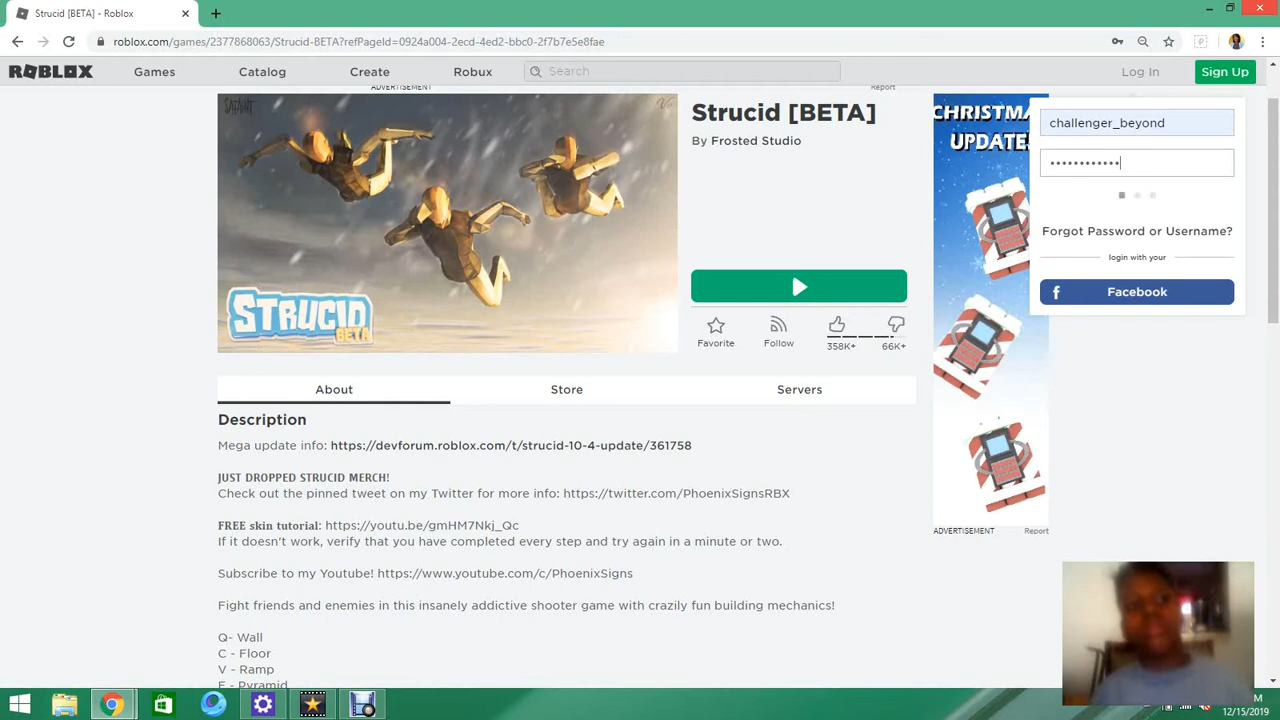 Strucid [BETA] - Roblox
roblox.com/games/2377868063/Strucid-BETA?refPageId=0924a004-2ecd-4ed2-bbc0-2f7b7e5e8fae
ROBLOX
Games
Catalog
Create
Robux
Search
Log In
Sign Up
ADVERTISEMENT
Report
STRUCID
BETA
Strucid [BETA]
By Frosted Studio
Favorite
Follow
358K+
66K+
CHRISTMA
UPDATE
ADVERTISEMENT
Report
challenger_beyond
••••••••••••
Forgot Password or Username?
login with your
f
Facebook
About
Store
Servers
Description
Mega update info: https://devforum.roblox.com/t/strucid-10-4-update/361758
JUST DROPPED STRUCID MERCH!
Check out the pinned tweet on my Twitter for more info: https://twitter.com/PhoenixSignsRBX
FREE skin tutorial: https://youtu.be/gmHM7Nkj_Qc
If it doesn't work, verify that you have completed every step and try again in a minute or two.
Subscribe to my Youtube! https://www.youtube.com/c/PhoenixSigns
Fight friends and enemies in this insanely addictive shooter game with crazily fun building mechanics!
Q- Wall
C - Floor
V - Ramp
E - Pyramid
M
12/15/2019